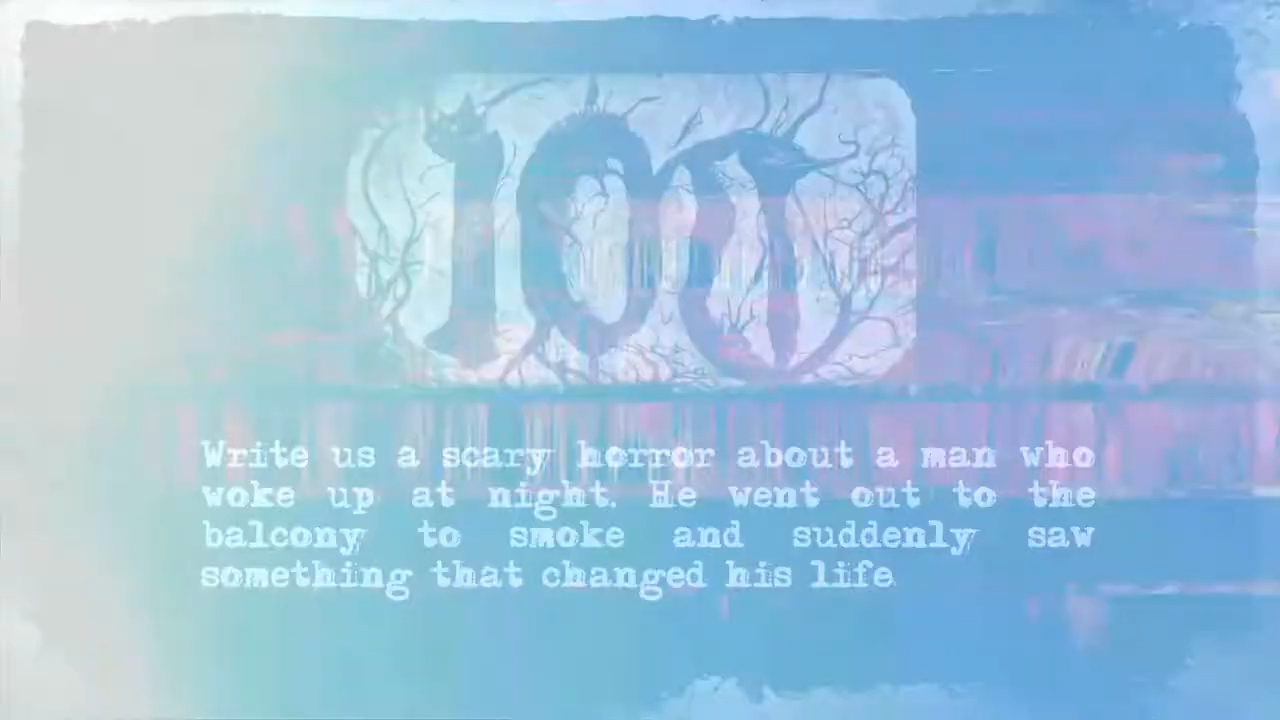 Write us a scary horror about a man who
woke up at night. He went out to the
balcony to smoke and suddenly saw
something that changed his life